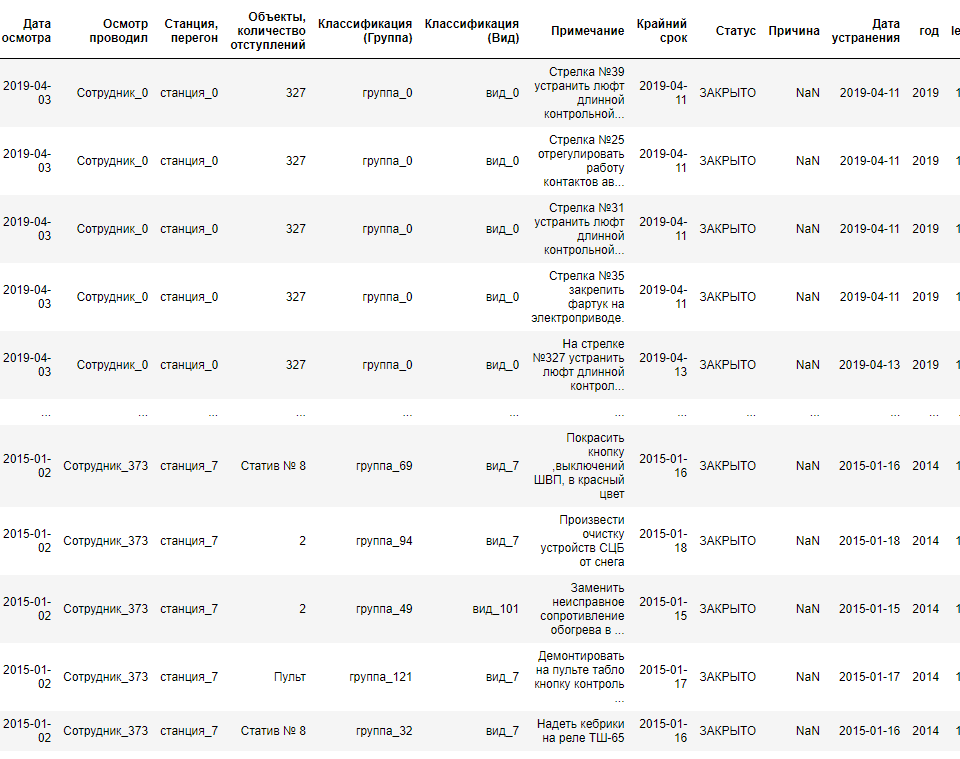 Дата осмотра Осмотр проводил Станция, перегон Объекты, количество отступлений Классификация (Группа) Классификация (Вид) Примечание Крайний срок Статус Причина Дата устранения год
2019-04-03 Сотрудник_0 станция_0 327 группа_0 вид_0 Стрелка №39 устранить люфт длинной контрольной... 2019-04-11 ЗАКРЫТО NaN 2019-04-11 2019
2019-04-03 Сотрудник_0 станция_0 327 группа_0 вид_0 Стрелка №25 отрегулировать работу контактов ав... 2019-04-11 ЗАКРЫТО NaN 2019-04-11 2019
2019-04-03 Сотрудник_0 станция_0 327 группа_0 вид_0 Стрелка №31 устранить люфт длинной контрольной... 2019-04-11 ЗАКРЫТО NaN 2019-04-11 2019
2019-04-03 Сотрудник_0 станция_0 327 группа_0 вид_0 Стрелка №35 закрепить фартук на электроприводе. 2019-04-11 ЗАКРЫТО NaN 2019-04-11 2019
2019-04-03 Сотрудник_0 станция_0 327 группа_0 вид_0 На стрелке №327 устранить люфт длинной контрол... 2019-04-13 ЗАКРЫТО NaN 2019-04-13 2019
... ... ... ... ... ... ... ... ... ... ... ...
2015-01-02 Сотрудник_373 станция_7 Статив № 8 группа_69 вид_7 Покрасить кнопку ,выключений ШВП, в красный цвет 2015-01-16 ЗАКРЫТО NaN 2015-01-16 2014
2015-01-02 Сотрудник_373 станция_7 2 группа_94 вид_7 Произвести очистку устройств СЦБ от снега 2015-01-18 ЗАКРЫТО NaN 2015-01-18 2014
2015-01-02 Сотрудник_373 станция_7 2 группа_49 вид_101 Заменить неисправное сопротивление обогрева в ... 2015-01-15 ЗАКРЫТО NaN 2015-01-15 2014
2015-01-02 Сотрудник_373 станция_7 Пульт группа_121 вид_7 Демонтировать на пульте табло кнопку контроль ... 2015-01-17 ЗАКРЫТО NaN 2015-01-17 2014
2015-01-02 Сотрудник_373 станция_7 Статив № 8 группа_32 вид_7 Надеть кебрики на реле ТШ-65 2015-01-16 ЗАКРЫТО NaN 2015-01-16 2014